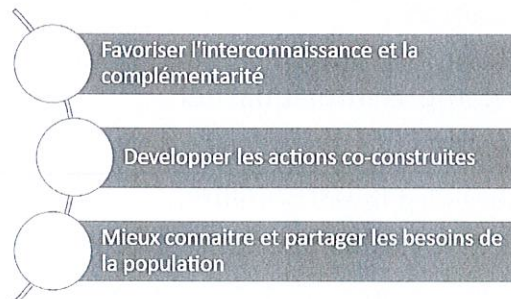 Favoriser l'interconnaissance et la
complémentarité
Developper les actions co-construites
Mieux connaitre et partager les besoins de
la population